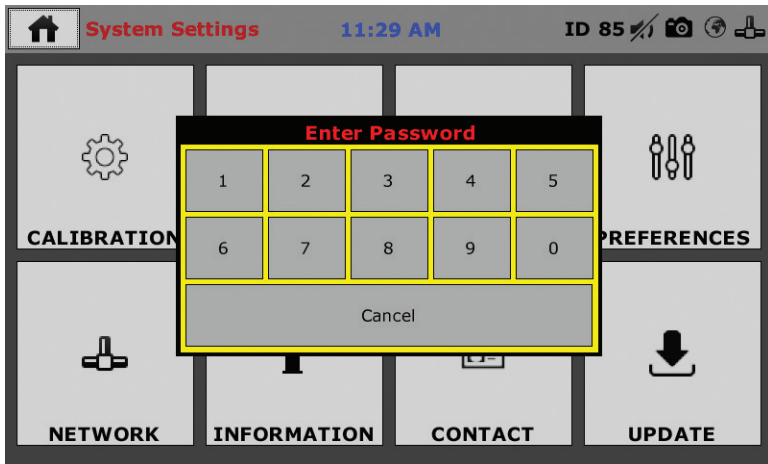 System Settings 11:29 AM ID 85
Enter Password
1 2 3 4 5
CALIBRATION PREFERENCES
6 7 8 9 0
Cancel
NETWORK INFORMATION CONTACT UPDATE